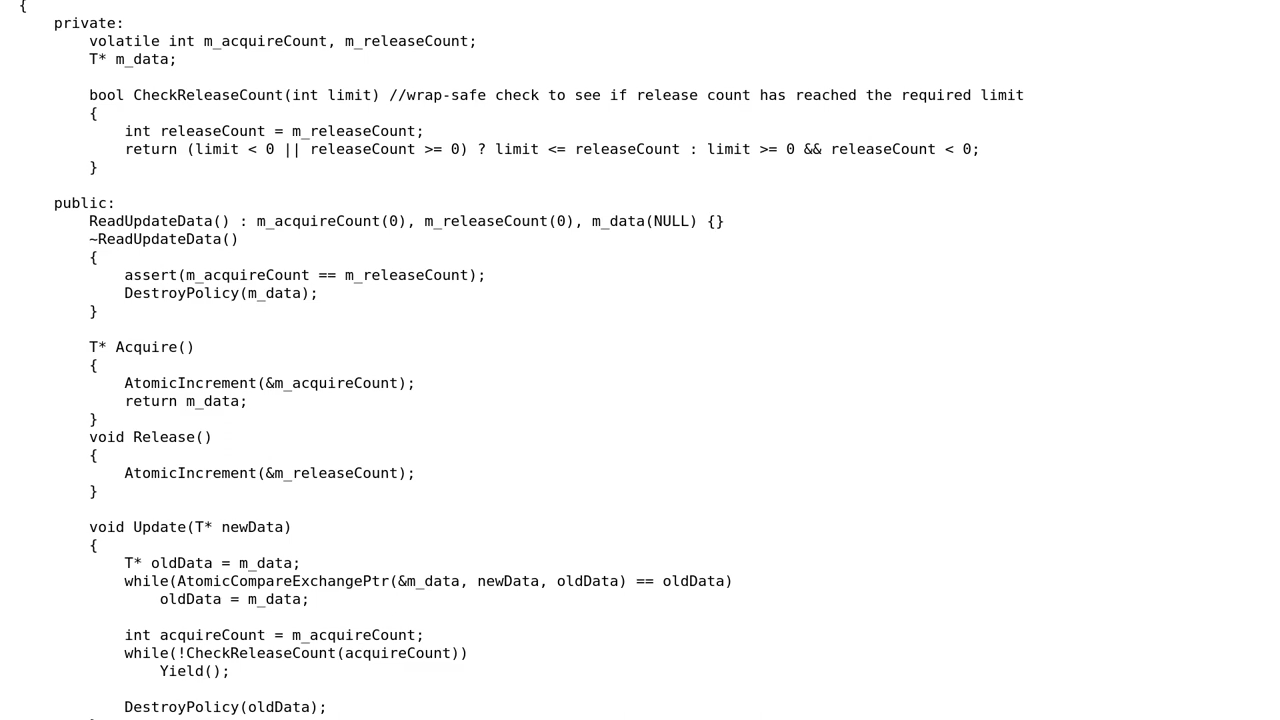 {
    private:
        volatile int m_acquireCount, m_releaseCount;
        T* m_data;

        bool CheckReleaseCount(int limit) //wrap-safe check to see if release count has reached the required limit
        {
            int releaseCount = m_releaseCount;
            return (limit < 0 || releaseCount >= 0) ? limit <= releaseCount : limit >= 0 && releaseCount < 0;
        }

    public:
        ReadUpdateData() : m_acquireCount(0), m_releaseCount(0), m_data(NULL) {}
        ~ReadUpdateData()
        {
            assert(m_acquireCount == m_releaseCount);
            DestroyPolicy(m_data);
        }

        T* Acquire()
        {
            AtomicIncrement(&m_acquireCount);
            return m_data;
        }
        void Release()
        {
            AtomicIncrement(&m_releaseCount);
        }

        void Update(T* newData)
        {
            T* oldData = m_data;
            while(AtomicCompareExchangePtr(&m_data, newData, oldData) == oldData)
                oldData = m_data;

            int acquireCount = m_acquireCount;
            while(!CheckReleaseCount(acquireCount))
                Yield();

            DestroyPolicy(oldData);